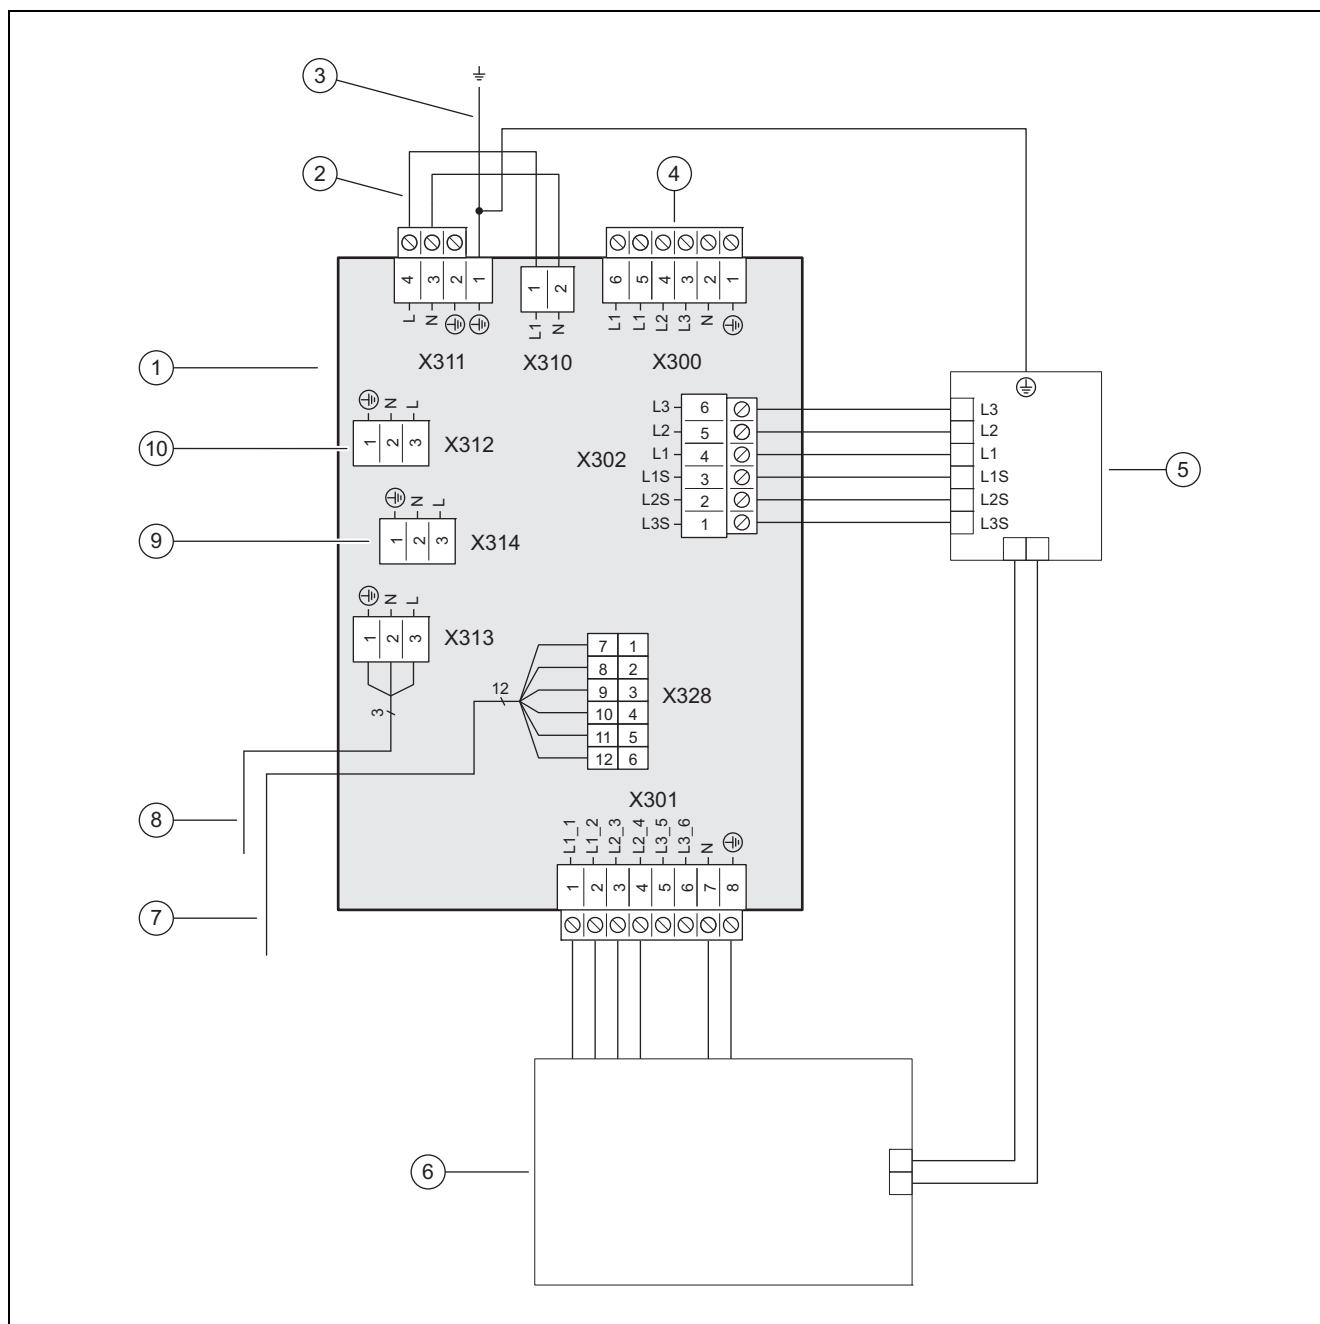 3
2
4
4 3 2 1
1 2
6 5 4 3 2 1
L N
L1 N
L1 L1 L2 L3 N
X311
X310
X300
1
L3 6
L2 5
L1 4
L1S 3
L2S 2
L3S 1
X302
L3
L2
L1
L1S
L2S
L3S
5
N L
1 2 3
X312
10
N L
1 2 3
X314
9
N L
1 2 3
X313
3
12
7 1
8 2
9 3
10 4
11 5
12 6
X328
8
7
X301
L1_1 L1_2 L2_3 L2_4 L3_5 L3_6 N
1 2 3 4 5 6 7 8
6